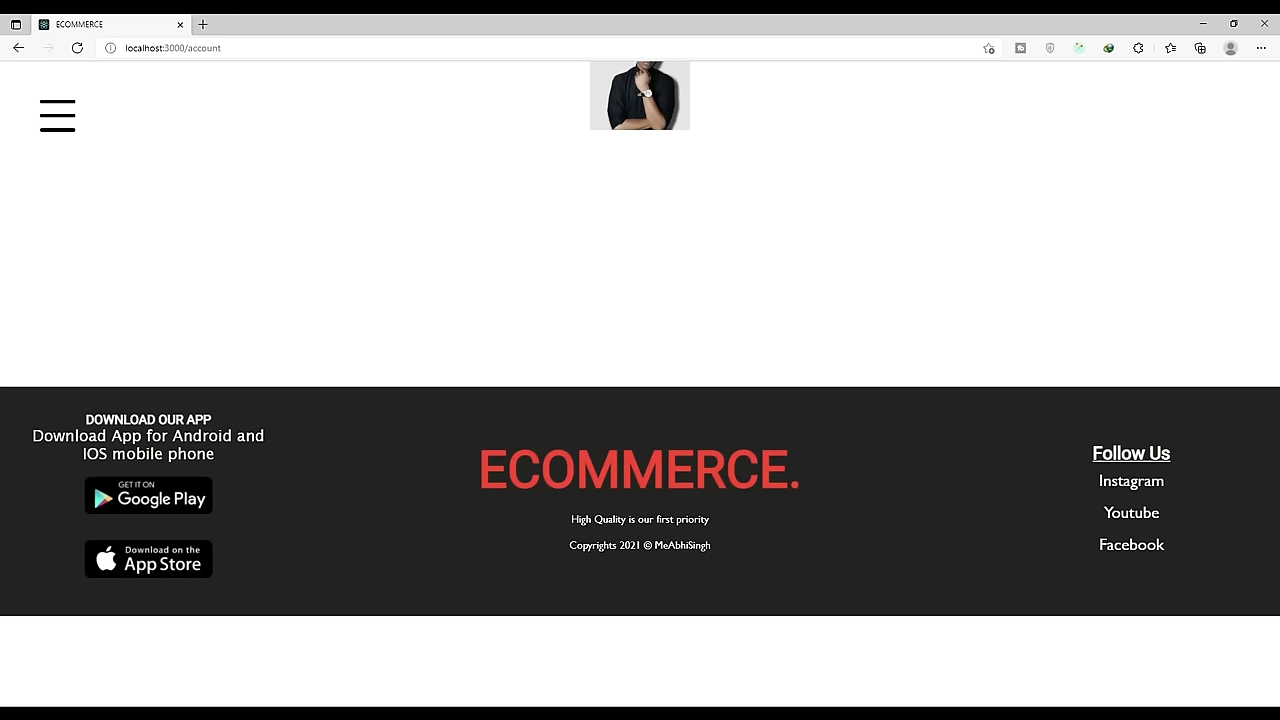 ECOMMERCE
localhost:3000/account
DOWNLOAD OUR APP
Download App for Android and
IOS mobile phone
GET IT ON
Google Play
Download on the
App Store
ECOMMERCE.
High Quality is our first priority
Copyrights 2021 © MeAbhiSingh
Follow Us
Instagram
Youtube
Facebook